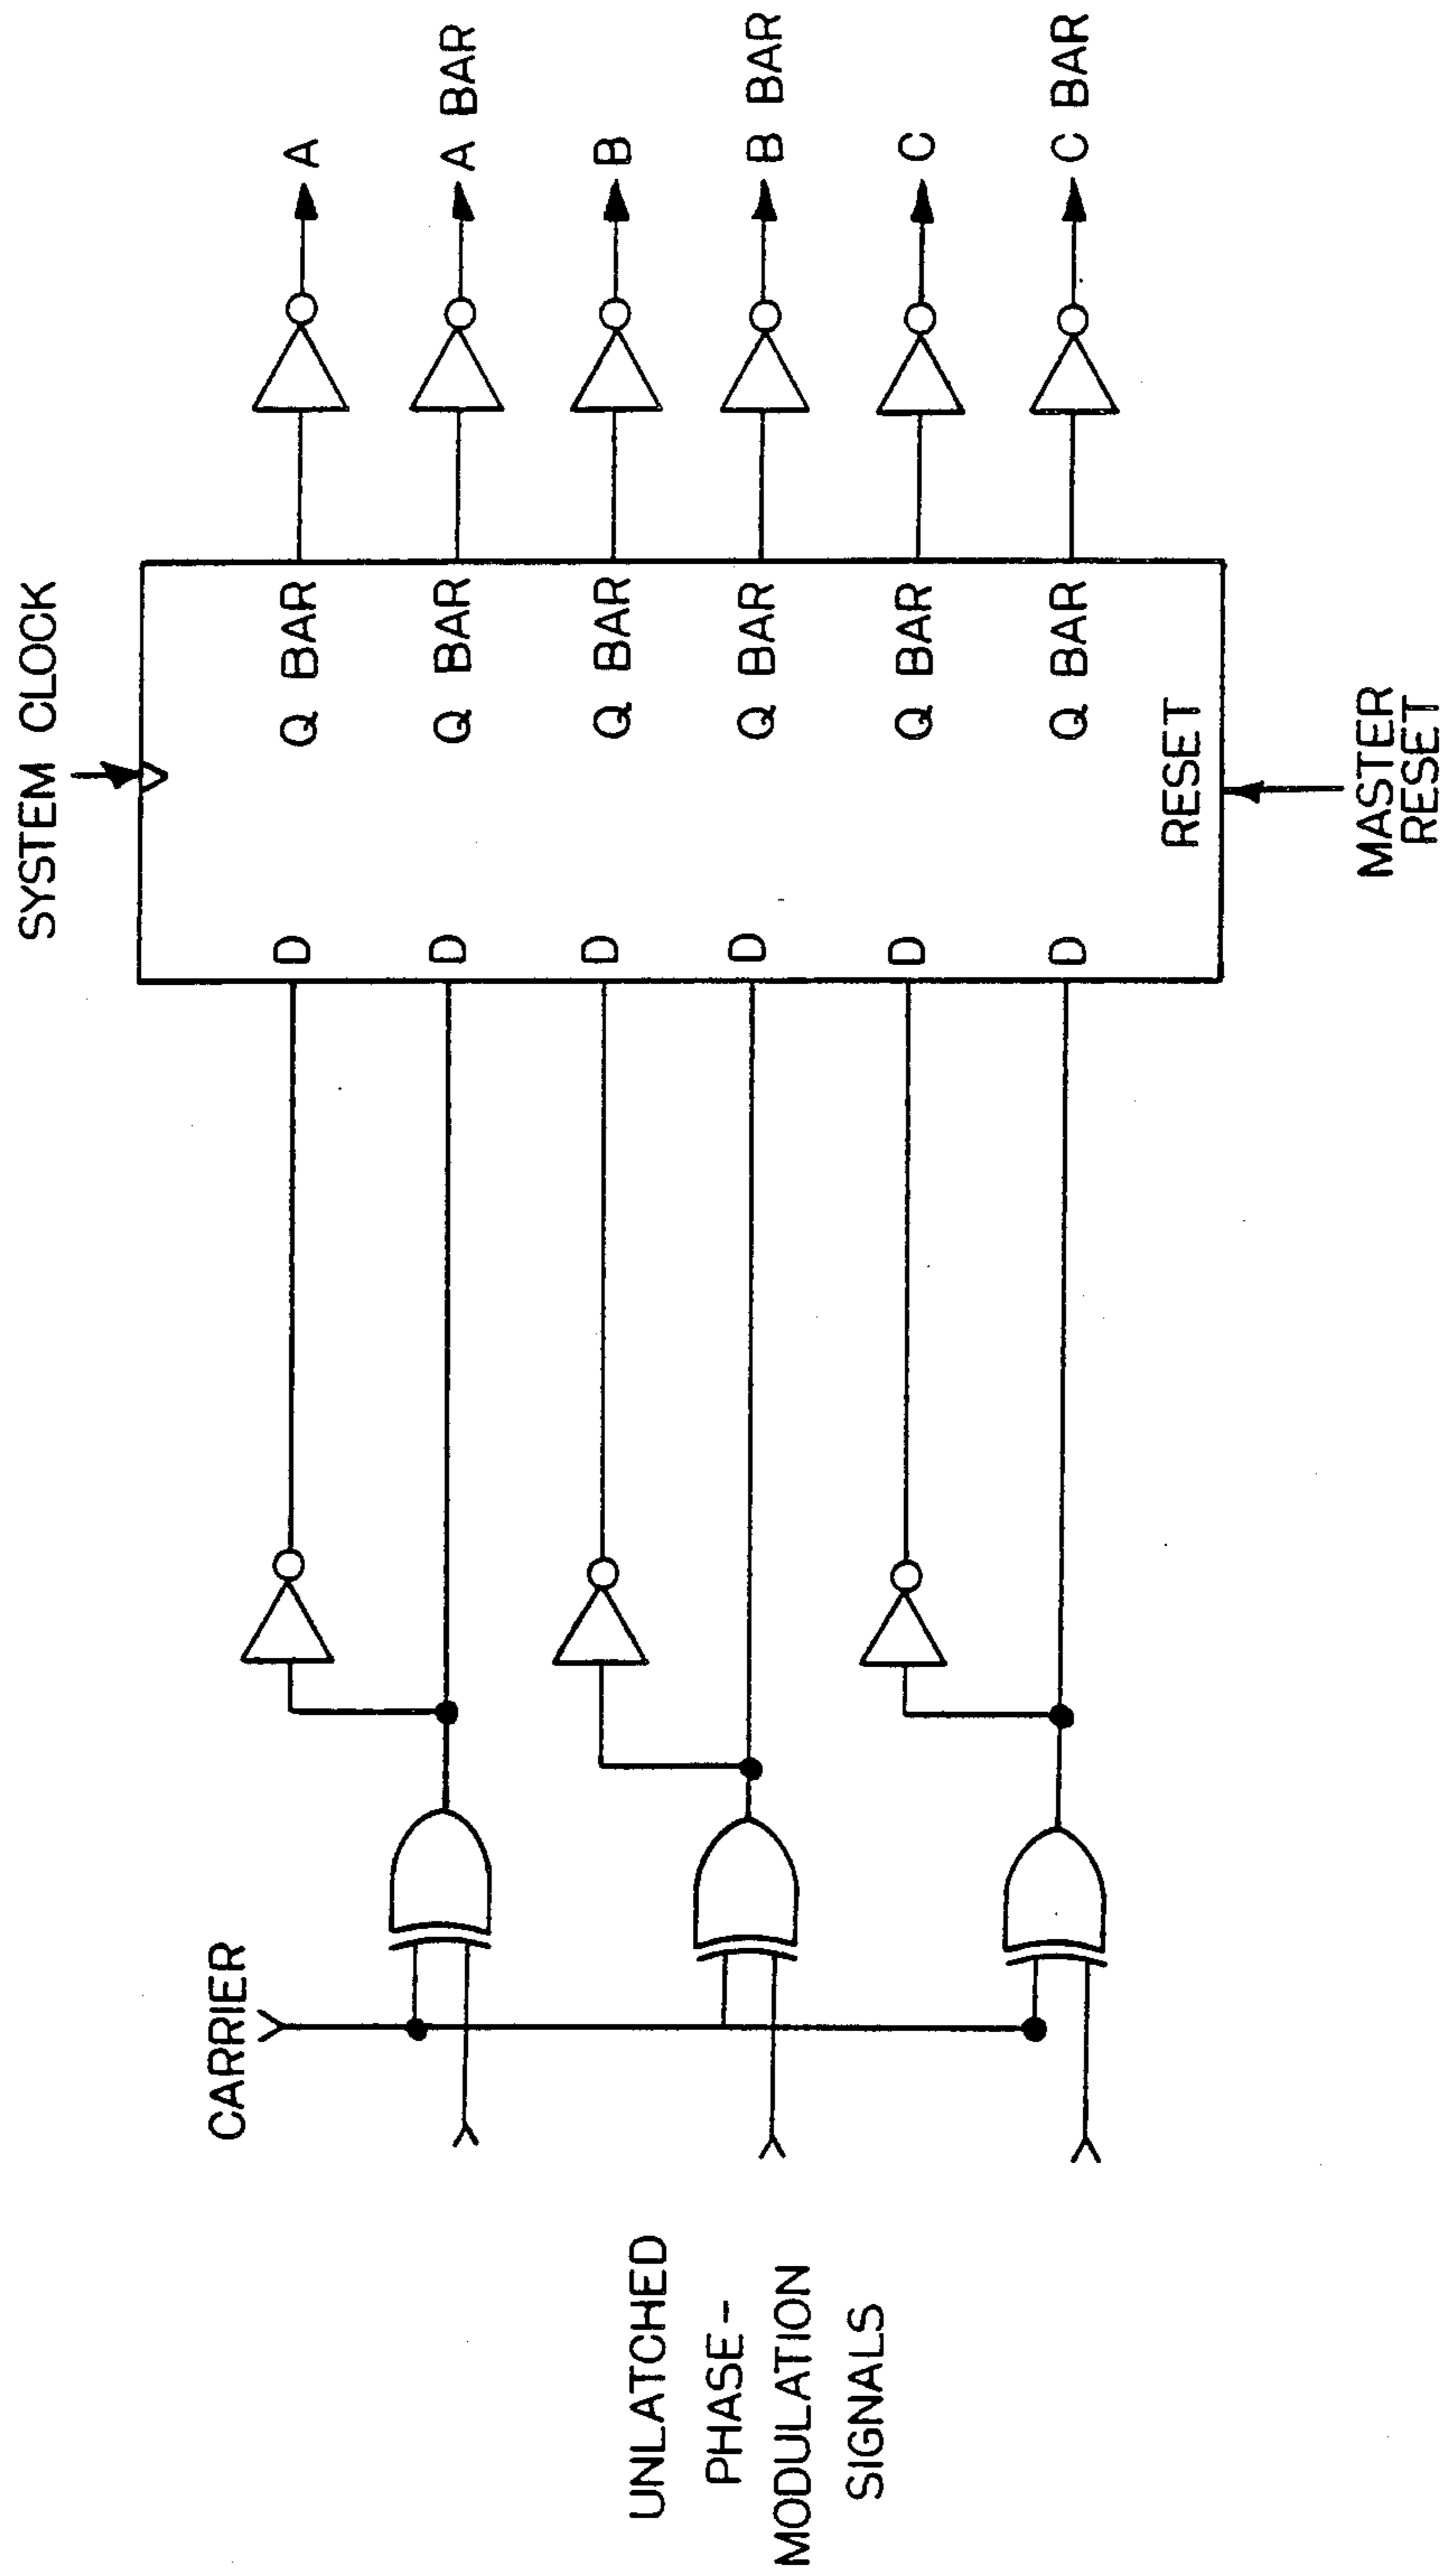 SYSTEM CLOCK
CARRIER
UNLATCHED
PHASE-
MODULATION
SIGNALS
D
D
D
D
D
D
Q BAR
Q BAR
Q BAR
Q BAR
Q BAR
Q BAR
RESET
MASTER
RESET
A
A BAR
B
B BAR
C
C BAR